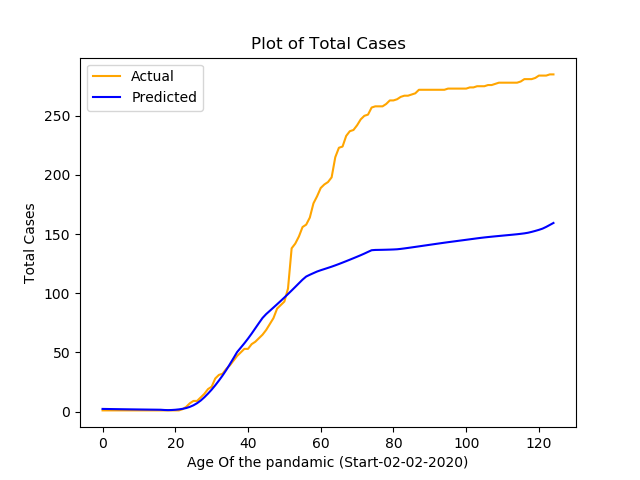 Plot of Total Cases
Actual
Predicted
250
200
150
100
50
0
Total Cases
0 20 40 60 80 100 120
Age Of the pandamic (Start-02-02-2020)